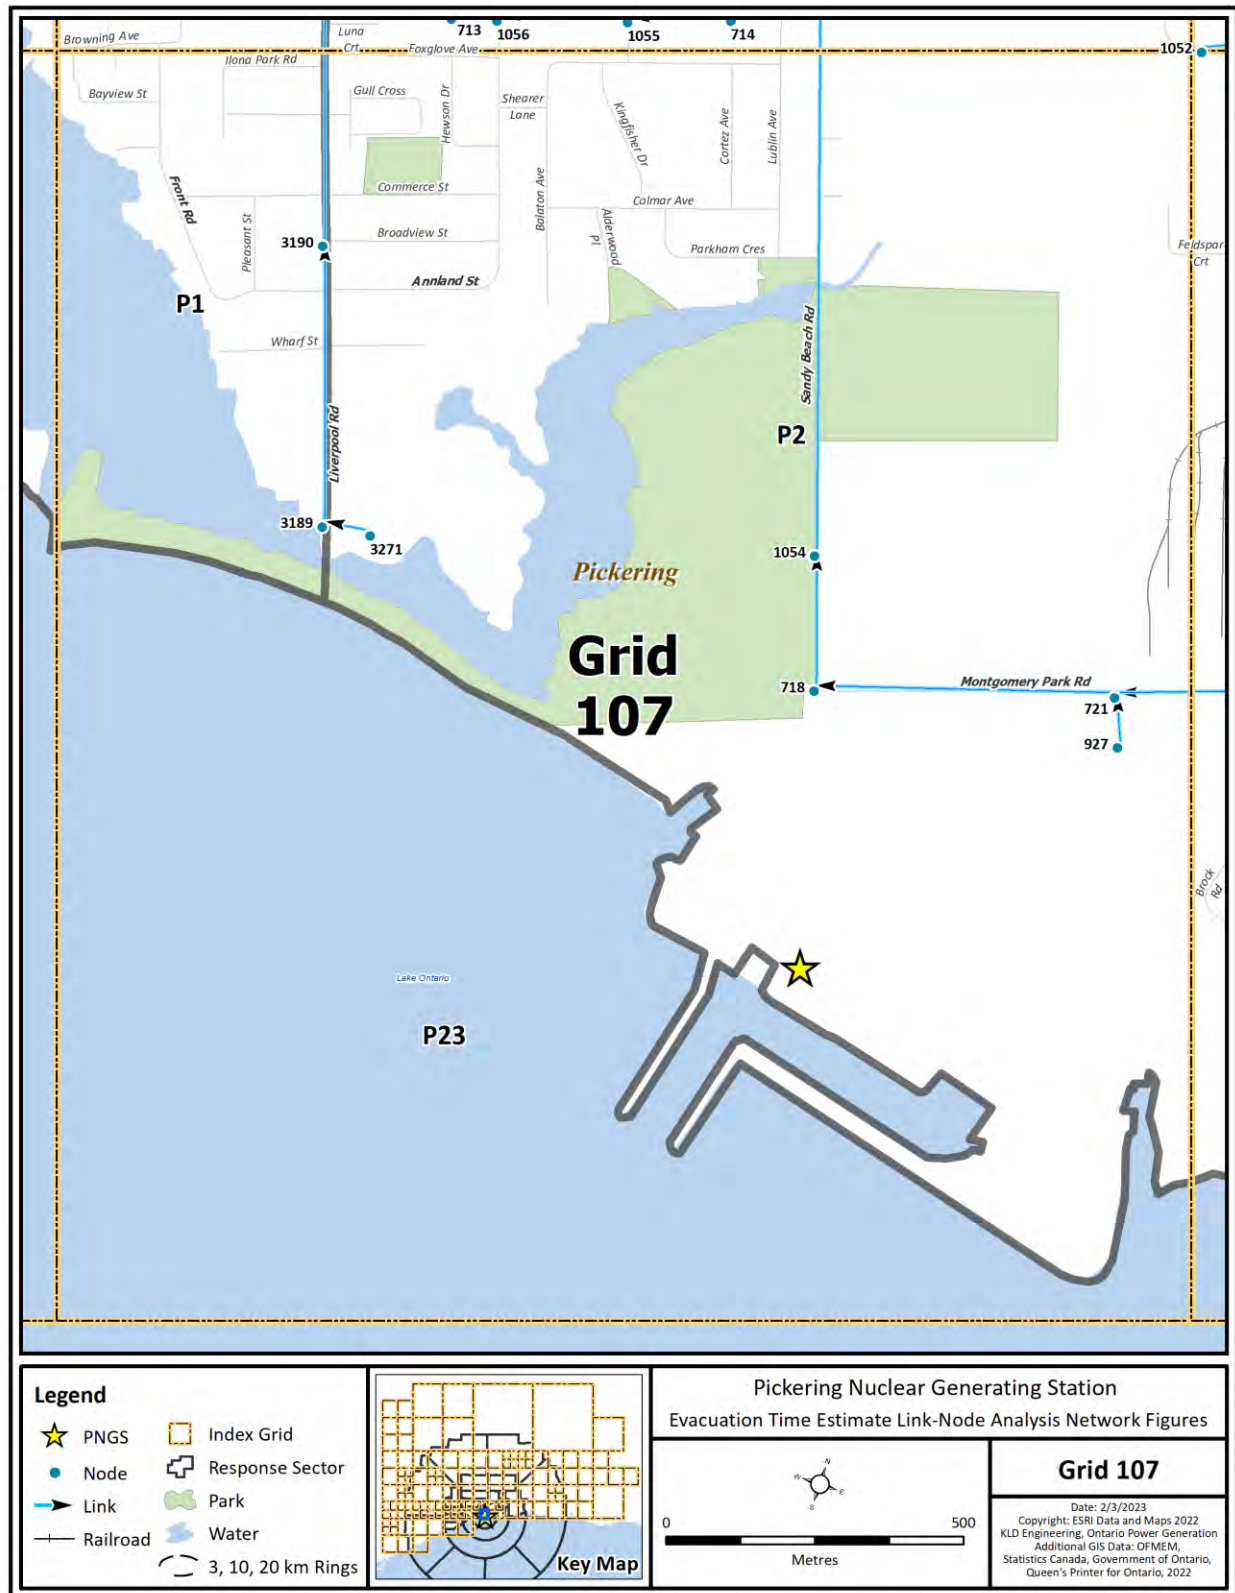 713
1056
1055
714
1052
Browning Ave
Luna
Crt
Foxglove Ave
Ilona Park Rd
Bayview St
Gull Cross
Hewson Dr
Shearer
Lane
Kingfisher Dr
Cortez Ave
Lublin Ave
Front Rd
Commerce St
Balaton Ave
Colmar Ave
Pleasant St
3190
Broadview St
Alderwood
Pl
Parkham Cres
Feldspar
Crt
Annland St
P1
Wharf St
Sandy Beach Rd
Liverpool Rd
P2
3189
3271
1054
Pickering
Grid
107
718
Montgomery Park Rd
721
927
Brock
Rd
Lake Ontario
P23
Legend
PNGS
Node
Link
Railroad
Index Grid
Response Sector
Park
Water
3, 10, 20 km Rings
Key Map
Pickering Nuclear Generating Station
Evacuation Time Estimate Link-Node Analysis Network Figures
N
W
E
S
0
500
Metres
Grid 107
Date: 2/3/2023
Copyright: ESRI Data and Maps 2022
KLD Engineering, Ontario Power Generation
Additional GIS Data: OFMEM,
Statistics Canada, Government of Ontario,
Queen's Printer for Ontario, 2022